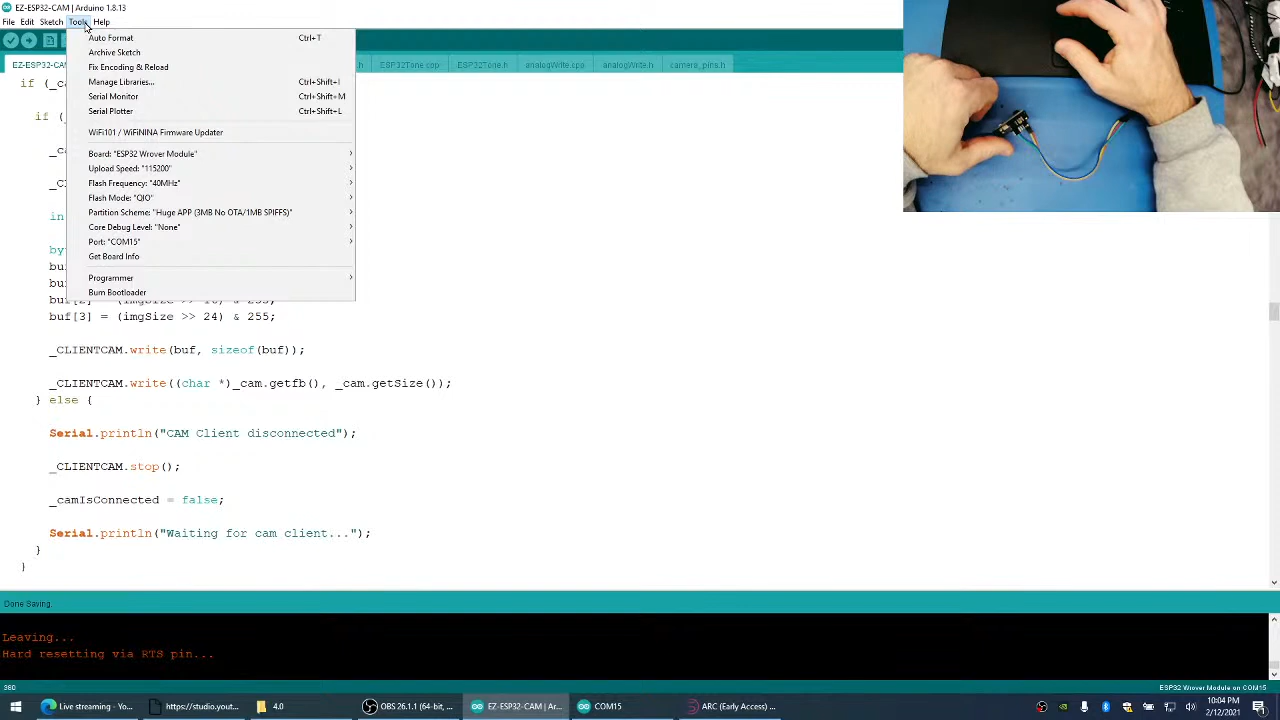 EZ-ESP32-CAM | Arduino 1.8.13
File Edit Sketch Tools Help
Auto Format Ctrl+T
Archive Sketch
Fix Encoding & Reload
Manage Libraries... Ctrl+Shift+I
Serial Monitor Ctrl+Shift+M
Serial Plotter Ctrl+Shift+L
WiFi101 / WiFiNINA Firmware Updater
Board: "ESP32 Wrover Module"
Upload Speed: "115200"
Flash Frequency: "40MHz"
Flash Mode: "QIO"
Partition Scheme: "Huge APP (3MB No OTA/1MB SPIFFS)"
Core Debug Level: "None"
Port: "COM15"
Get Board Info
Programmer
Burn Bootloader
EZ-ESP32-CA .h ESP32Tone.cpp ESP32Tone.h analogWrite.cpp analogWrite.h camera_pins.h
if (_ca
if (
_ca
_CI
in
by
bu
bu
buf[2] = (imgSize >> 16) & 255;
buf[3] = (imgSize >> 24) & 255;
_CLIENTCAM.write(buf, sizeof(buf));
_CLIENTCAM.write((char *)_cam.getfb(), _cam.getSize());
} else {
Serial.println("CAM Client disconnected");
_CLIENTCAM.stop();
_camIsConnected = false;
Serial.println("Waiting for cam client...");
}
}
Done Saving.
Leaving...
Hard resetting via RTS pin...
360 ESP32 Wrover Module on COM15
Live streaming - Yo... https://studio.yout... 4.0 OBS 26.1.1 (64-bit, ... EZ-ESP32-CAM | Ar... COM15 ARC (Early Access) ...
10:04 PM
2/12/2021